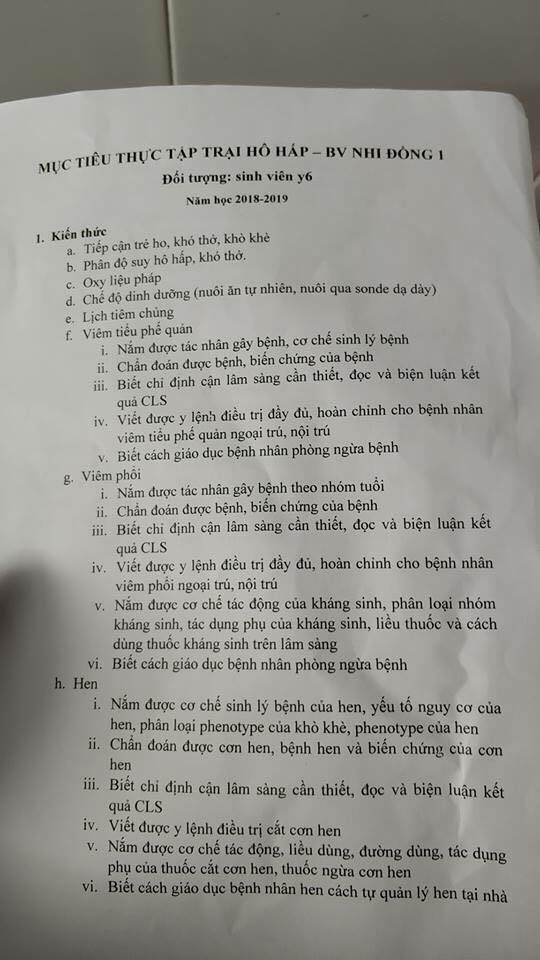 MỤC TIÊU THỰC TẬP TRẠI HÔ HẤP – BV NHI ĐỒNG 1
Đối tượng: sinh viên y6
Năm học 2018-2019
1. Kiến thức
a. Tiếp cận trẻ ho, khó thở, khò khè
b. Phân độ suy hô hấp, khó thở.
c. Oxy liệu pháp
d. Chế độ dinh dưỡng (nuôi ăn tự nhiên, nuôi qua sonde dạ dày)
e. Lịch tiêm chủng
f. Viêm tiểu phế quản
i. Nắm được tác nhân gây bệnh, cơ chế sinh lý bệnh
ii. Chẩn đoán được bệnh, biến chứng của bệnh
iii. Biết chỉ định cận lâm sàng cần thiết, đọc và biện luận kết
quả CLS
iv. Viết được y lệnh điều trị đầy đủ, hoàn chỉnh cho bệnh nhân
viêm tiểu phế quản ngoại trú, nội trú
v. Biết cách giáo dục bệnh nhân phòng ngừa bệnh
g. Viêm phổi
i. Nắm được tác nhân gây bệnh theo nhóm tuổi
ii. Chẩn đoán được bệnh, biến chứng của bệnh
iii. Biết chỉ định cận lâm sàng cần thiết, đọc và biện luận kết
quả CLS
iv. Viết được y lệnh điều trị đầy đủ, hoàn chỉnh cho bệnh nhân
viêm phổi ngoại trú, nội trú
v. Nắm được cơ chế tác động của kháng sinh, phân loại nhóm
kháng sinh, tác dụng phụ của kháng sinh, liều thuốc và cách
dùng thuốc kháng sinh trên lâm sàng
vi. Biết cách giáo dục bệnh nhân phòng ngừa bệnh
h. Hen
i. Nắm được cơ chế sinh lý bệnh của hen, yếu tố nguy cơ của
hen, phân loại phenotype của khò khè, phenotype của hen
ii. Chẩn đoán được cơn hen, bệnh hen và biến chứng của cơn
hen
iii. Biết chỉ định cận lâm sàng cần thiết, đọc và biện luận kết
quả CLS
iv. Viết được y lệnh điều trị cắt cơn hen
v. Nắm được cơ chế tác động, liều dùng, đường dùng, tác dụng
phụ của thuốc cắt cơn hen, thuốc ngừa cơn hen
vi. Biết cách giáo dục bệnh nhân hen cách tự quản lý hen tại nhà